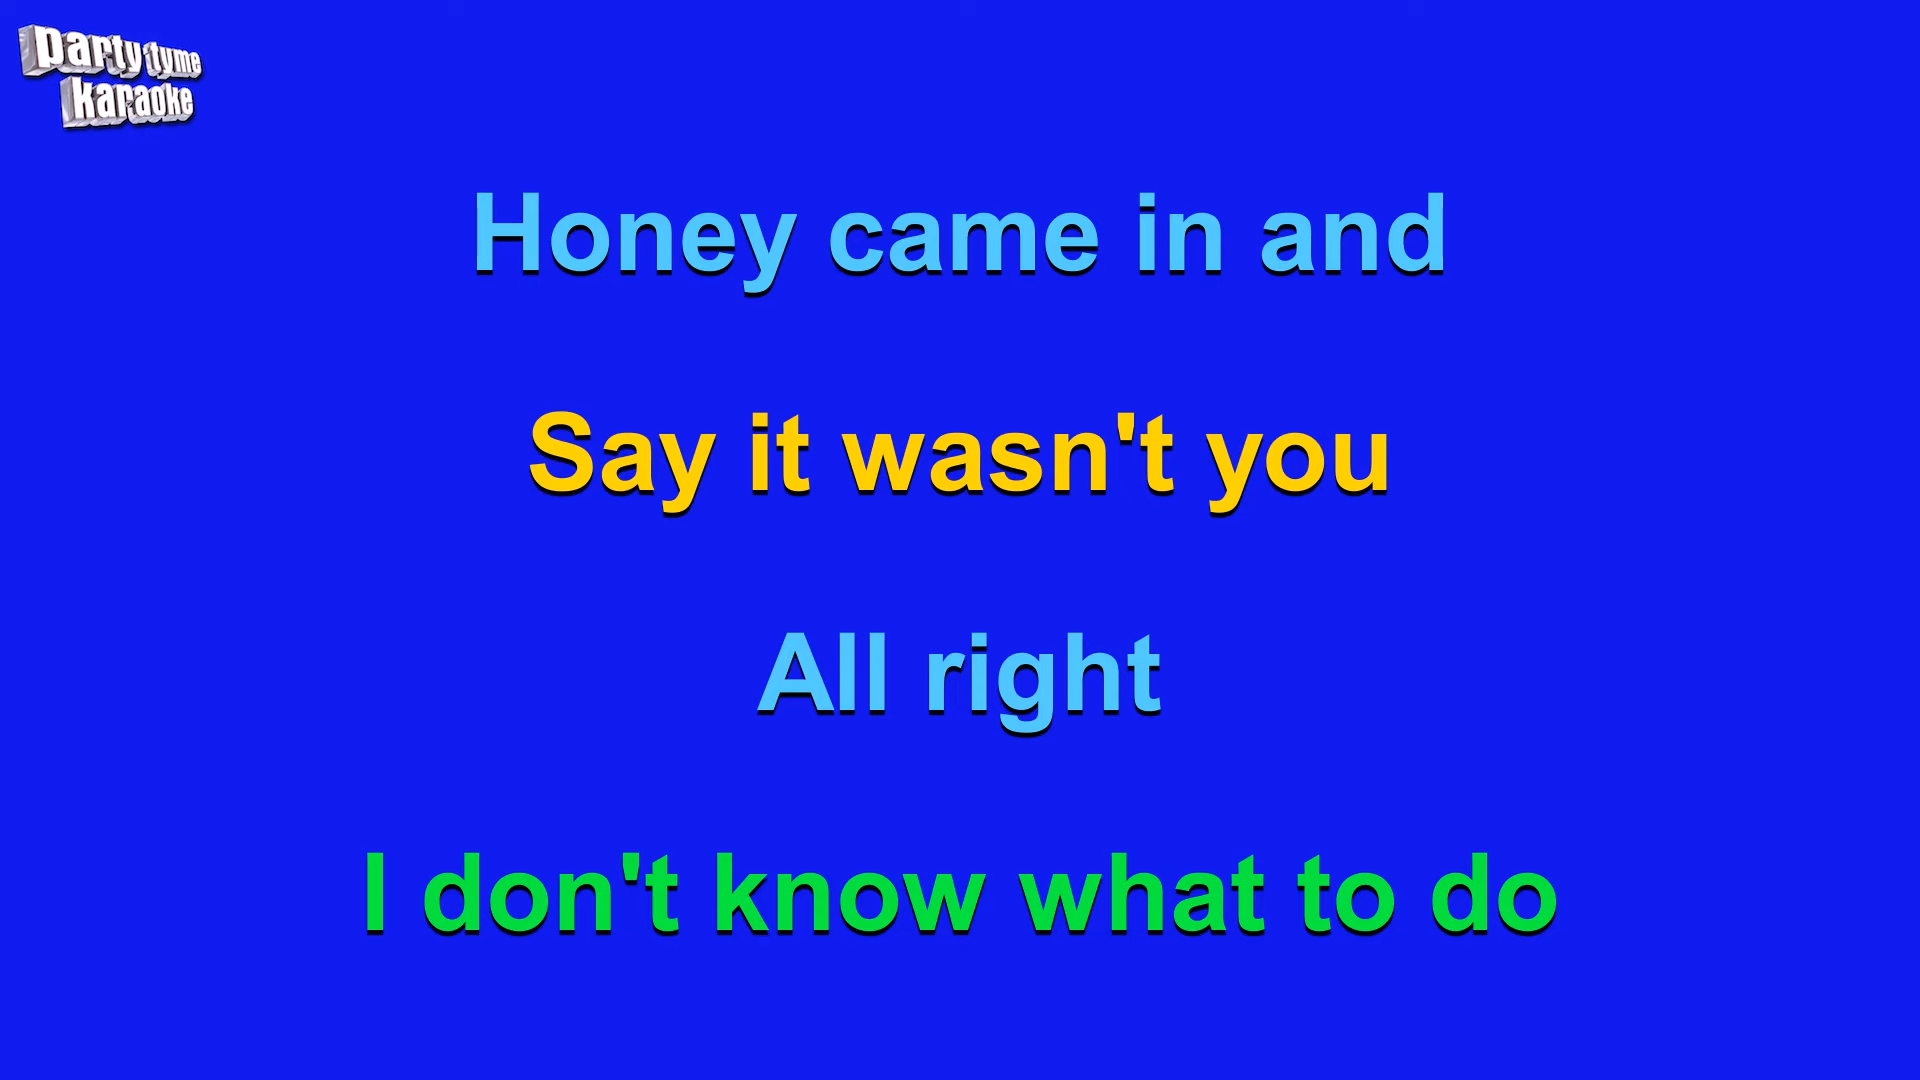 party tyme
karaoke
Honey came in and
Say it wasn't you
All right
I don't know what to do